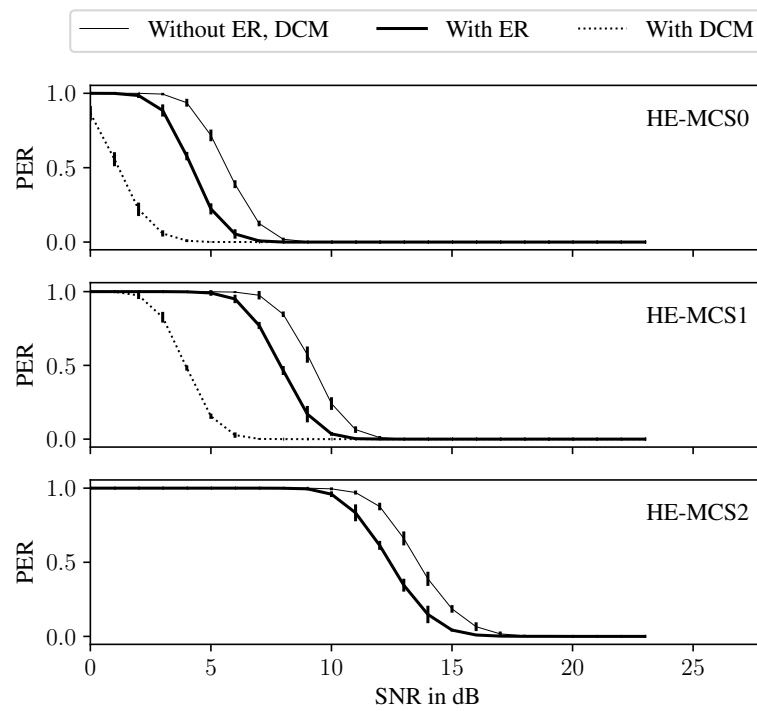 Without ER, DCM With ER With DCM
1.0
HE-MCS0
PER
0.5
0.0
1.0
HE-MCS1
PER
0.5
0.0
1.0
HE-MCS2
PER
0.5
0.0
0 5 10 15 20 25
SNR in dB